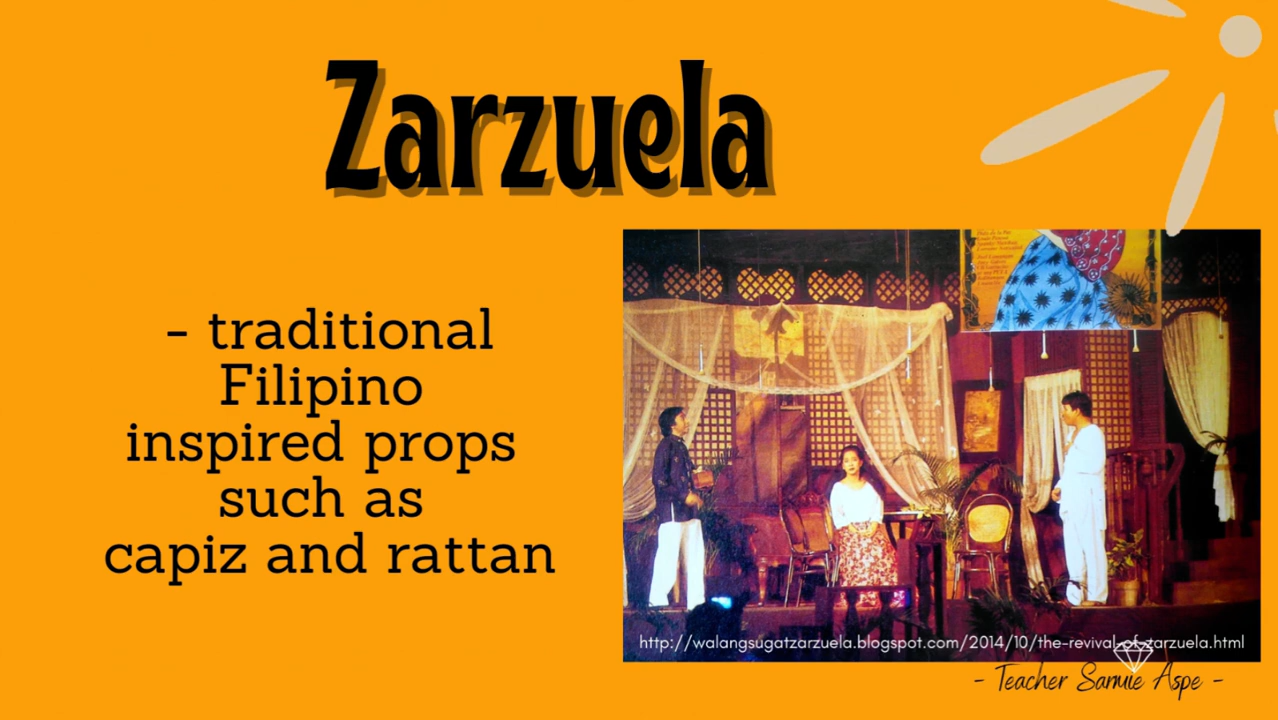 Zarzuela
- traditional
Filipino
inspired props
such as
capiz and rattan
http://walangsugatzarzuela.blogspot.com/2014/10/the-revival-of-zarzuela.html
- Teacher Samie Aspe -